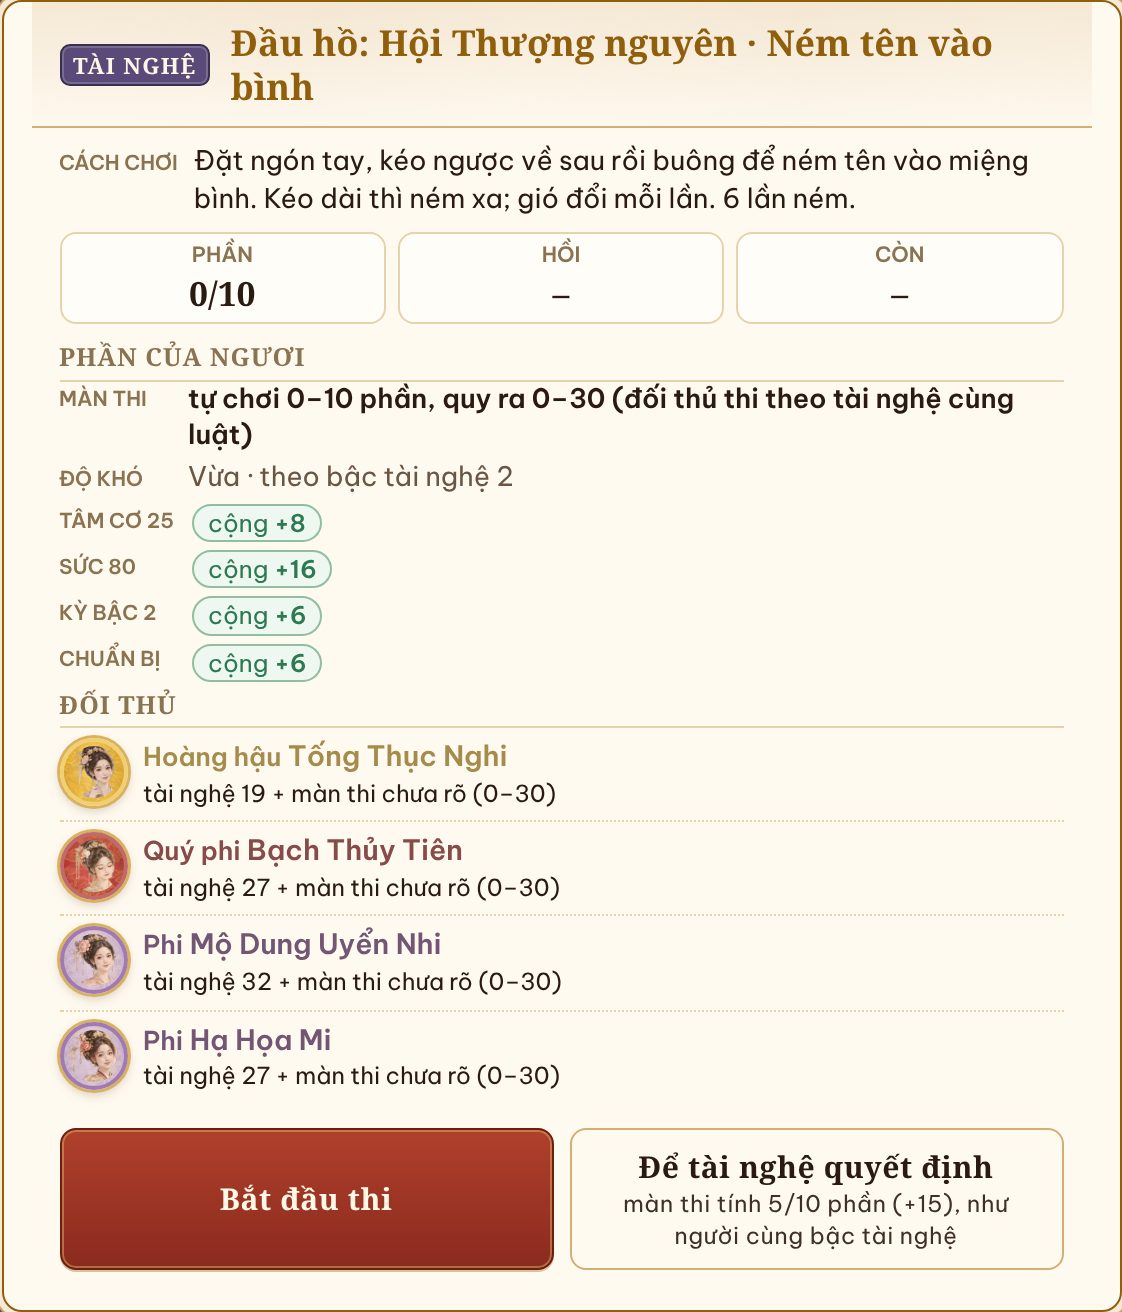 TÀI NGHỆ
Đầu hồ: Hội Thượng nguyên · Ném tên vào
bình
CÁCH CHƠI Đặt ngón tay, kéo ngược về sau rồi buông để ném tên vào miệng
bình. Kéo dài thì ném xa; gió đổi mỗi lần. 6 lần ném.
PHẦN
0/10
HỒI
–
CÒN
–
PHẦN CỦA NGƯƠI
MÀN THI tự chơi 0–10 phần, quy ra 0–30 (đối thủ thi theo tài nghệ cùng
luật)
ĐỘ KHÓ Vừa · theo bậc tài nghệ 2
TÂM CƠ 25 cộng +8
SỨC 80 cộng +16
KỲ BẬC 2 cộng +6
CHUẨN BỊ cộng +6
ĐỐI THỦ
Hoàng hậu Tống Thục Nghi
tài nghệ 19 + màn thi chưa rõ (0–30)
Quý phi Bạch Thủy Tiên
tài nghệ 27 + màn thi chưa rõ (0–30)
Phi Mộ Dung Uyển Nhi
tài nghệ 32 + màn thi chưa rõ (0–30)
Phi Hạ Họa Mi
tài nghệ 27 + màn thi chưa rõ (0–30)
Bắt đầu thi
Để tài nghệ quyết định
màn thi tính 5/10 phần (+15), như
người cùng bậc tài nghệ